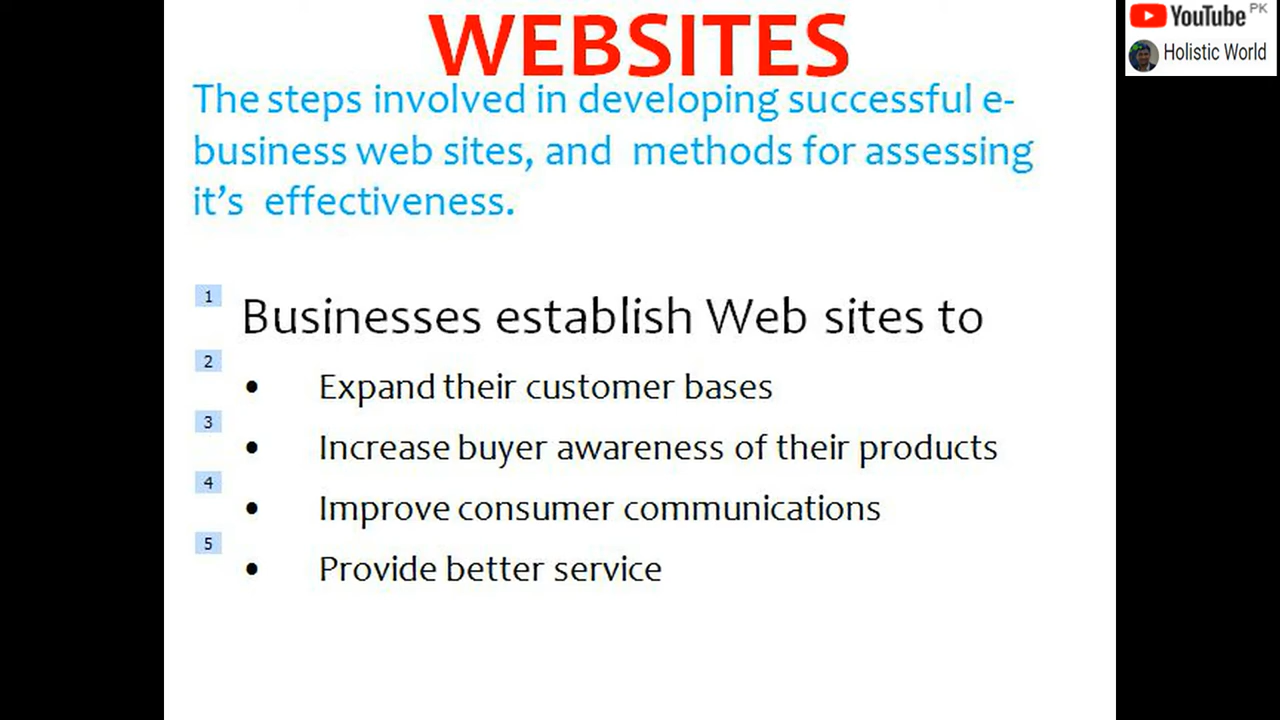 WEBSITES
YouTube PK
Holistic World
The steps involved in developing successful e-
business web sites, and methods for assessing
it’s effectiveness.
1
Businesses establish Web sites to
2
• Expand their customer bases
3
• Increase buyer awareness of their products
4
• Improve consumer communications
5
• Provide better service